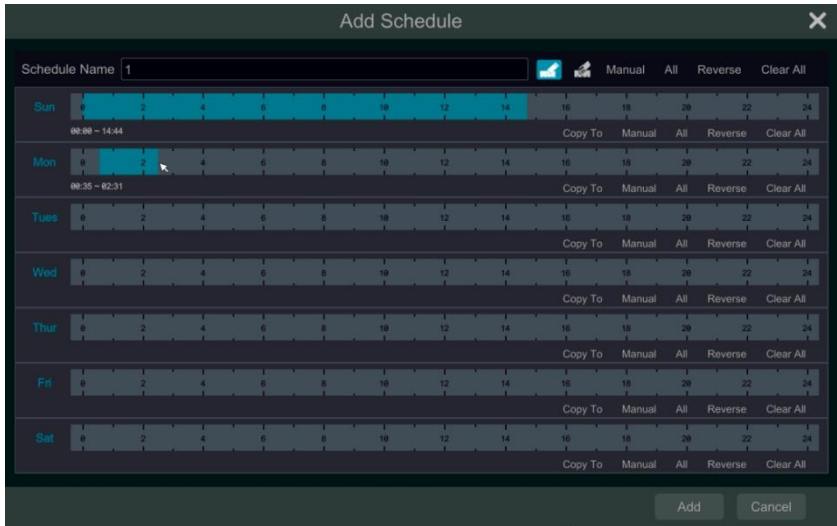 Add Schedule
Schedule Name 1 Manual All Reverse Clear All
Sun 0 2 4 6 8 10 12 14 16 18 20 22 24
00:00 ~ 14:44 Copy To Manual All Reverse Clear All
Mon 0 2 4 6 8 10 12 14 16 18 20 22 24
00:35 ~ 02:31 Copy To Manual All Reverse Clear All
Tues 0 2 4 6 8 10 12 14 16 18 20 22 24
Copy To Manual All Reverse Clear All
Wed 0 2 4 6 8 10 12 14 16 18 20 22 24
Copy To Manual All Reverse Clear All
Thur 0 2 4 6 8 10 12 14 16 18 20 22 24
Copy To Manual All Reverse Clear All
Fri 0 2 4 6 8 10 12 14 16 18 20 22 24
Copy To Manual All Reverse Clear All
Sat 0 2 4 6 8 10 12 14 16 18 20 22 24
Copy To Manual All Reverse Clear All
Add Cancel